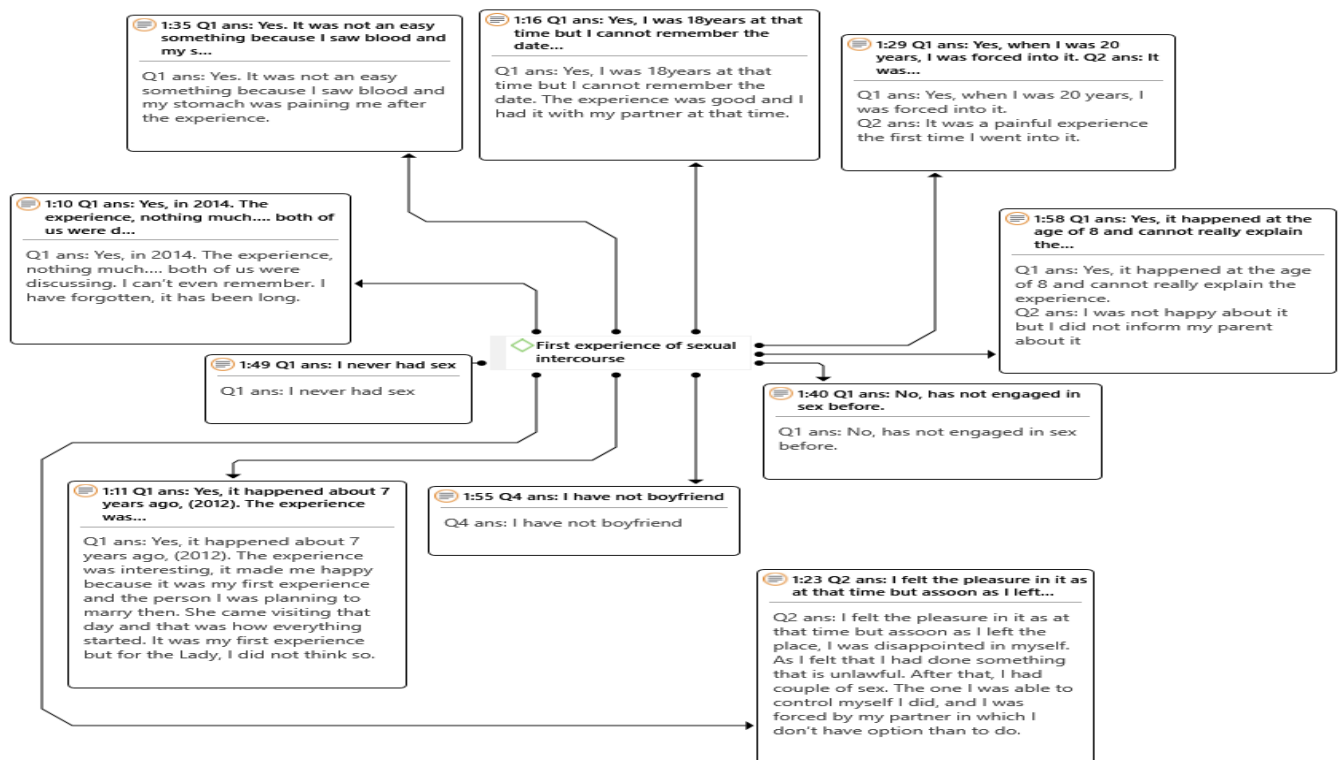 1:35 Q1 ans: Yes. It was not an easy
something because I saw blood and
my s...
Q1 ans: Yes. It was not an easy
something because I saw blood and
my stomach was paining me after
the experience.
1:16 Q1 ans: Yes, I was 18years at that
time but I cannot remember the
date...
Q1 ans: Yes, I was 18years at that
time but I cannot remember the
date. The experience was good and I
had it with my partner at that time.
1:29 Q1 ans: Yes, when I was 20
years, I was forced into it. Q2 ans: It
was...
Q1 ans: Yes, when I was 20 years, I
was forced into it.
Q2 ans: It was a painful experience
the first time I went into it.
1:10 Q1 ans: Yes, in 2014. The
experience, nothing much.... both of
us were d...
Q1 ans: Yes, in 2014. The experience,
nothing much.... both of us were
discussing. I can't even remember. I
have forgotten, it has been long.
1:58 Q1 ans: Yes, it happened at the
age of 8 and cannot really explain
the...
Q1 ans: Yes, it happened at the age
of 8 and cannot really explain the
experience.
Q2 ans: I was not happy about it
but I did not inform my parent
about it
First experience of sexual
intercourse
1:49 Q1 ans: I never had sex
Q1 ans: I never had sex
1:40 Q1 ans: No, has not engaged in
sex before.
Q1 ans: No, has not engaged in sex
before.
1:11 Q1 ans: Yes, it happened about 7
years ago, (2012). The experience
was...
Q1 ans: Yes, it happened about 7
years ago, (2012). The experience
was interesting, it made me happy
because it was my first experience
and the person I was planning to
marry then. She came visiting that
day and that was how everything
started. It was my first experience
but for the Lady, I did not think so.
1:55 Q4 ans: I have not boyfriend
Q4 ans: I have not boyfriend
1:23 Q2 ans: I felt the pleasure in it as
at that time but assoon as I left...
Q2 ans: I felt the pleasure in it as at
that time but assoon as I left the
place, I was disappointed in myself.
As I felt that I had done something
that is unlawful. After that, I had
couple of sex. The one I was able to
control myself I did, and I was
forced by my partner in which I
don't have option than to do.